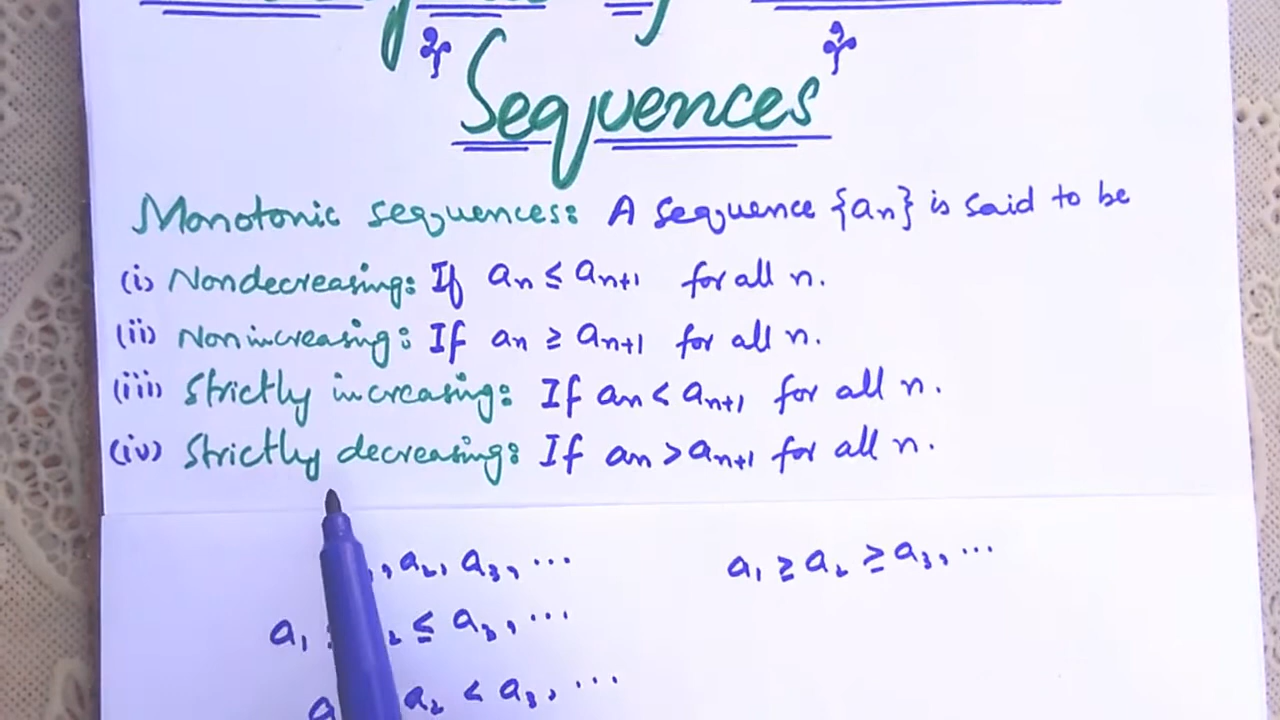 Sequences
Monotonic sequences: A sequence {aₙ} is said to be
(i) Nondecreasing: If aₙ ≤ aₙ₊₁ for all n.
(ii) Nonincreasing: If aₙ ≥ aₙ₊₁ for all n.
(iii) Strictly increasing: If aₙ < aₙ₊₁ for all n.
(iv) Strictly decreasing: If aₙ > aₙ₊₁ for all n.
, a₂, a₃, ...
a₁ ≥ a₂ ≥ a₃, ...
a₁ ₂ ≤ a₃, ...
a a₂ < a₃, ...